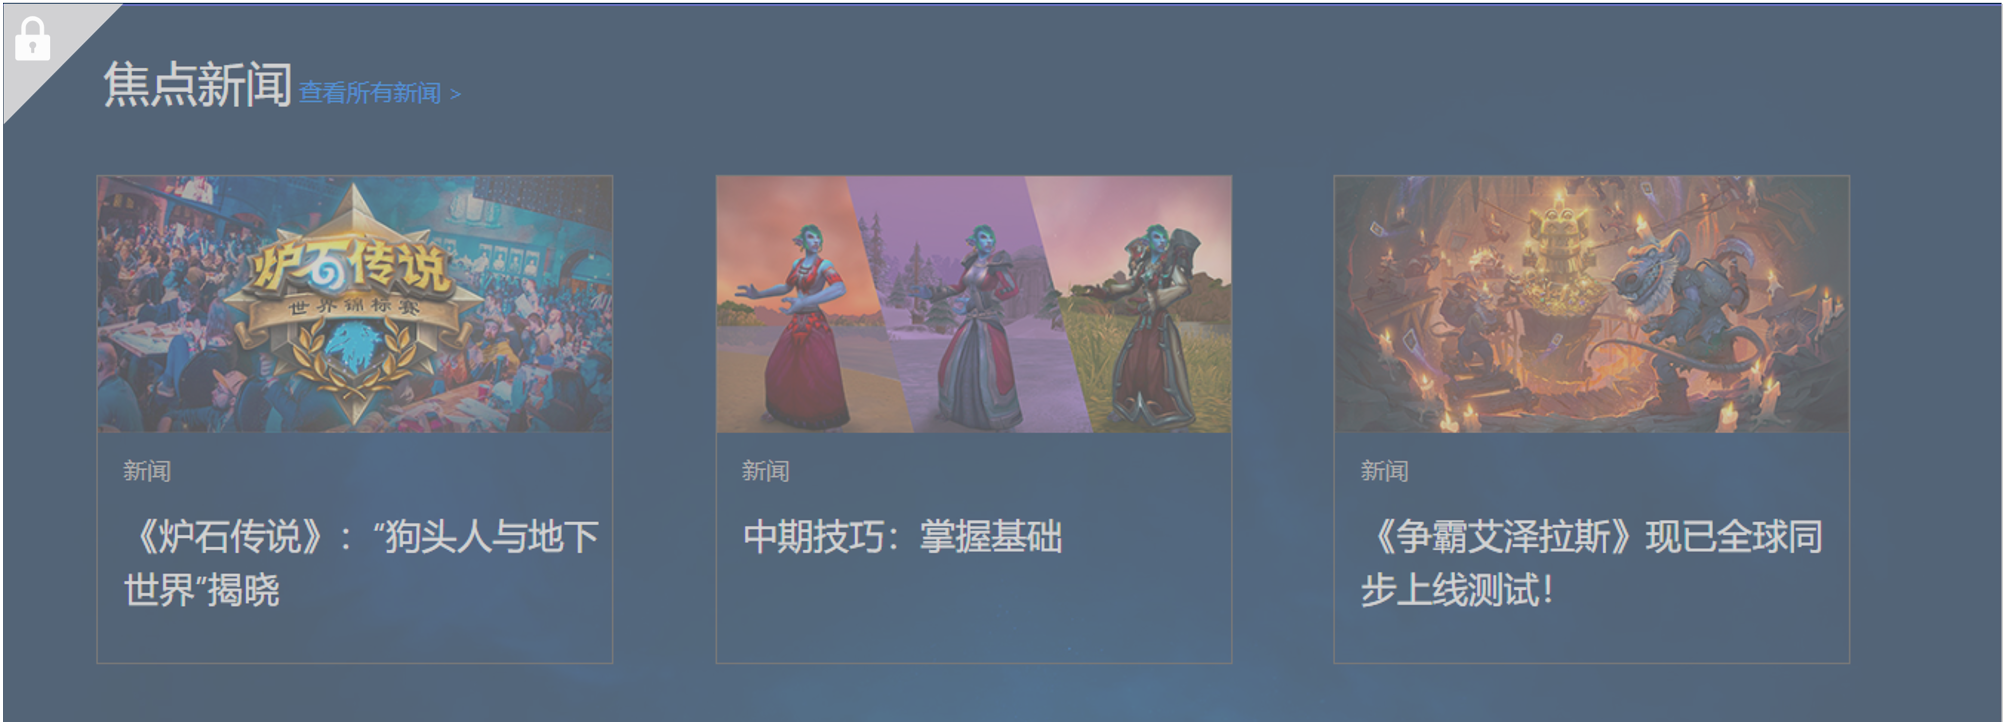 焦点新闻 查看所有新闻 >
炉石传说
世界锦标赛
新闻
《炉石传说》：“狗头人与地下
世界”揭晓
新闻
中期技巧：掌握基础
新闻
《争霸艾泽拉斯》现已全球同
步上线测试！